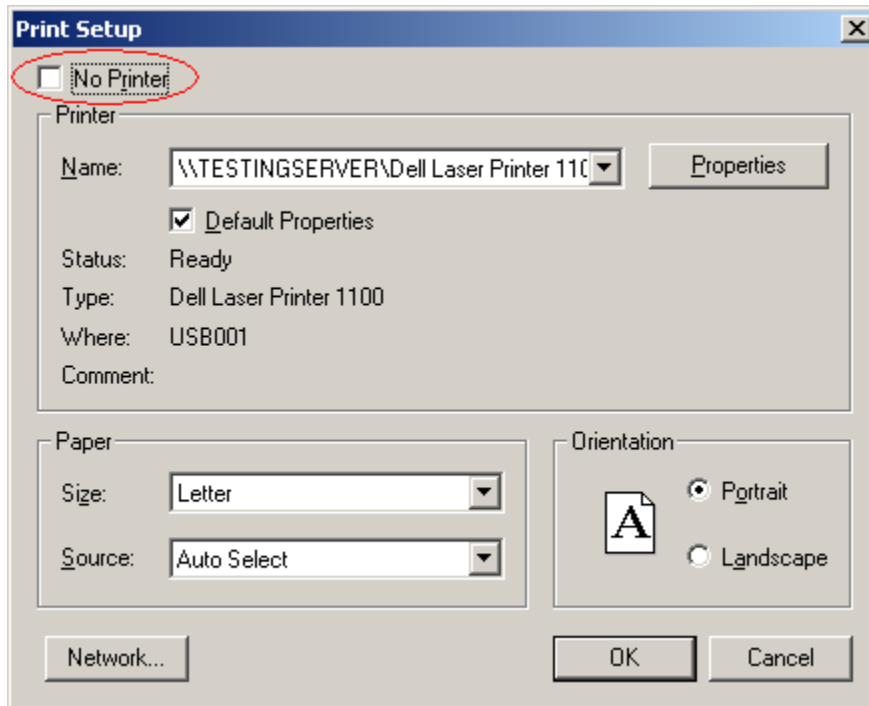 Print Setup
No Printer
Printer
Name: \\TESTINGSERVER\Dell Laser Printer 110 Properties
Default Properties
Status: Ready
Type: Dell Laser Printer 1100
Where: USB001
Comment:
Paper
Size: Letter
Source: Auto Select
Orientation
A
Portrait
Landscape
Network...
OK
Cancel